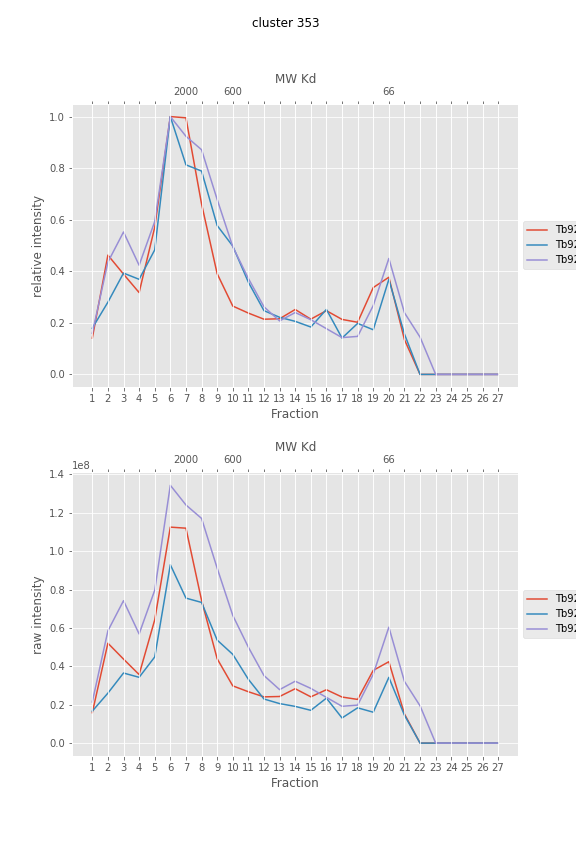 cluster 353
MW Kd
2000 600 66
1.0
0.8
0.6
0.4
0.2
0.0
relative intensity
Tb92
Tb92
Tb92
1 2 3 4 5 6 7 8 9 10 11 12 13 14 15 16 17 18 19 20 21 22 23 24 25 26 27
Fraction
MW Kd
2000 600 66
1e8
1.4
1.2
1.0
0.8
0.6
0.4
0.2
0.0
raw intensity
Tb92
Tb92
Tb92
1 2 3 4 5 6 7 8 9 10 11 12 13 14 15 16 17 18 19 20 21 22 23 24 25 26 27
Fraction